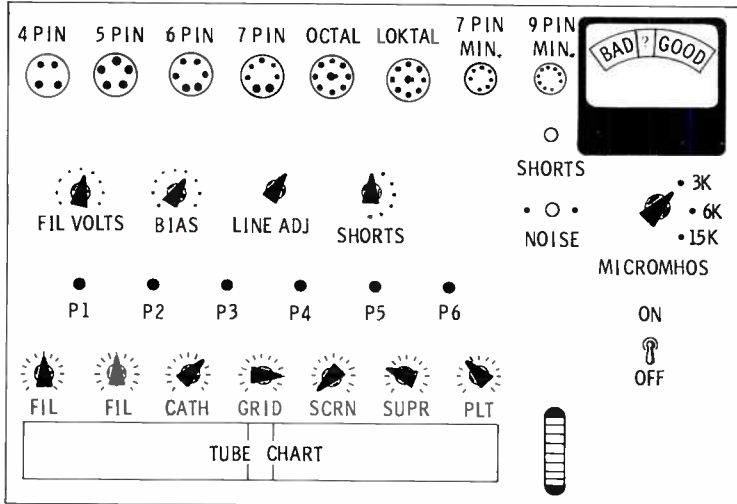 4 PIN 5 PIN 6 PIN 7 PIN OCTAL LOKTAL 7 PIN MIN. 9 PIN MIN.
BAD ? GOOD
SHORTS
FIL VOLTS BIAS LINE ADJ SHORTS
NOISE
3K
6K
15K
MICROMHOS
P1 P2 P3 P4 P5 P6
ON
OFF
FIL FIL CATH GRID SCRN SUPR PLT
TUBE CHART